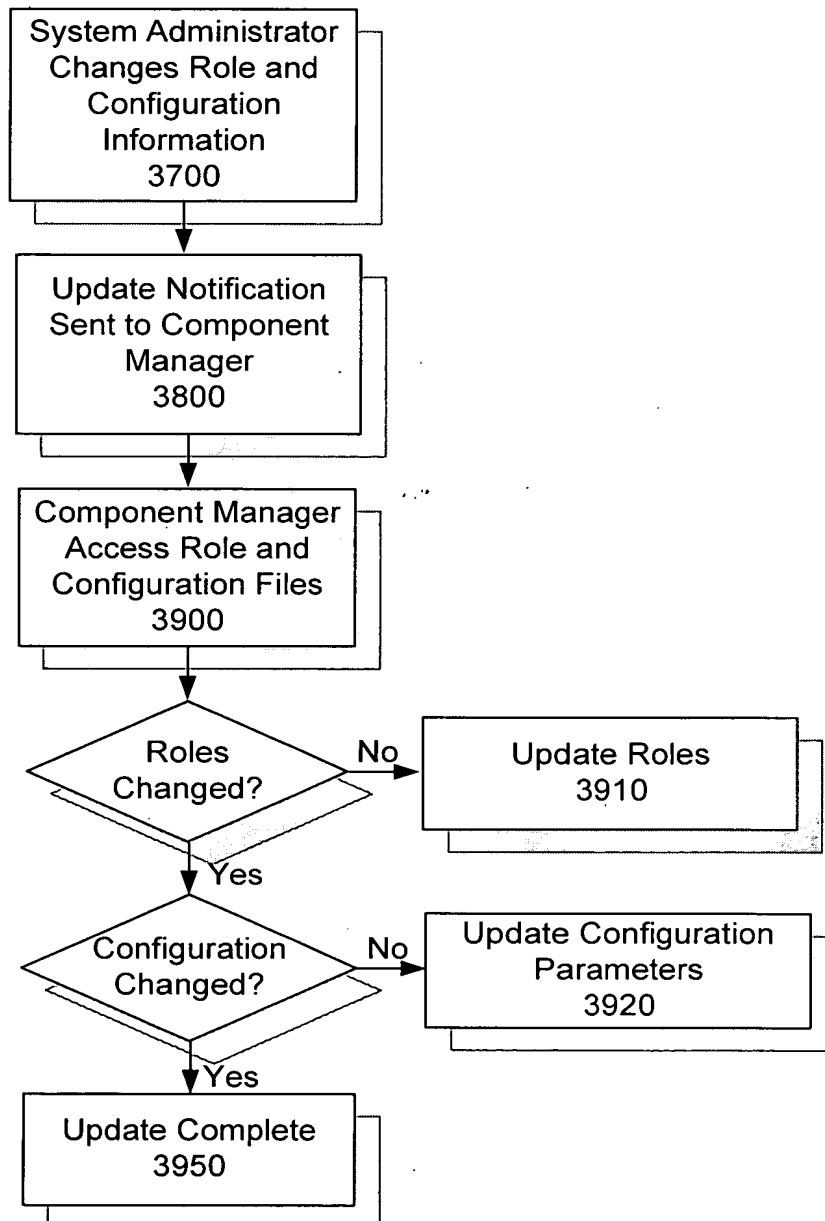 System Administrator
Changes Role and
Configuration
Information
3700
Update Notification
Sent to Component
Manager
3800
Component Manager
Access Role and
Configuration Files
3900
Roles
Changed?
No
Update Roles
3910
Yes
Configuration
Changed?
No
Update Configuration
Parameters
3920
Yes
Update Complete
3950